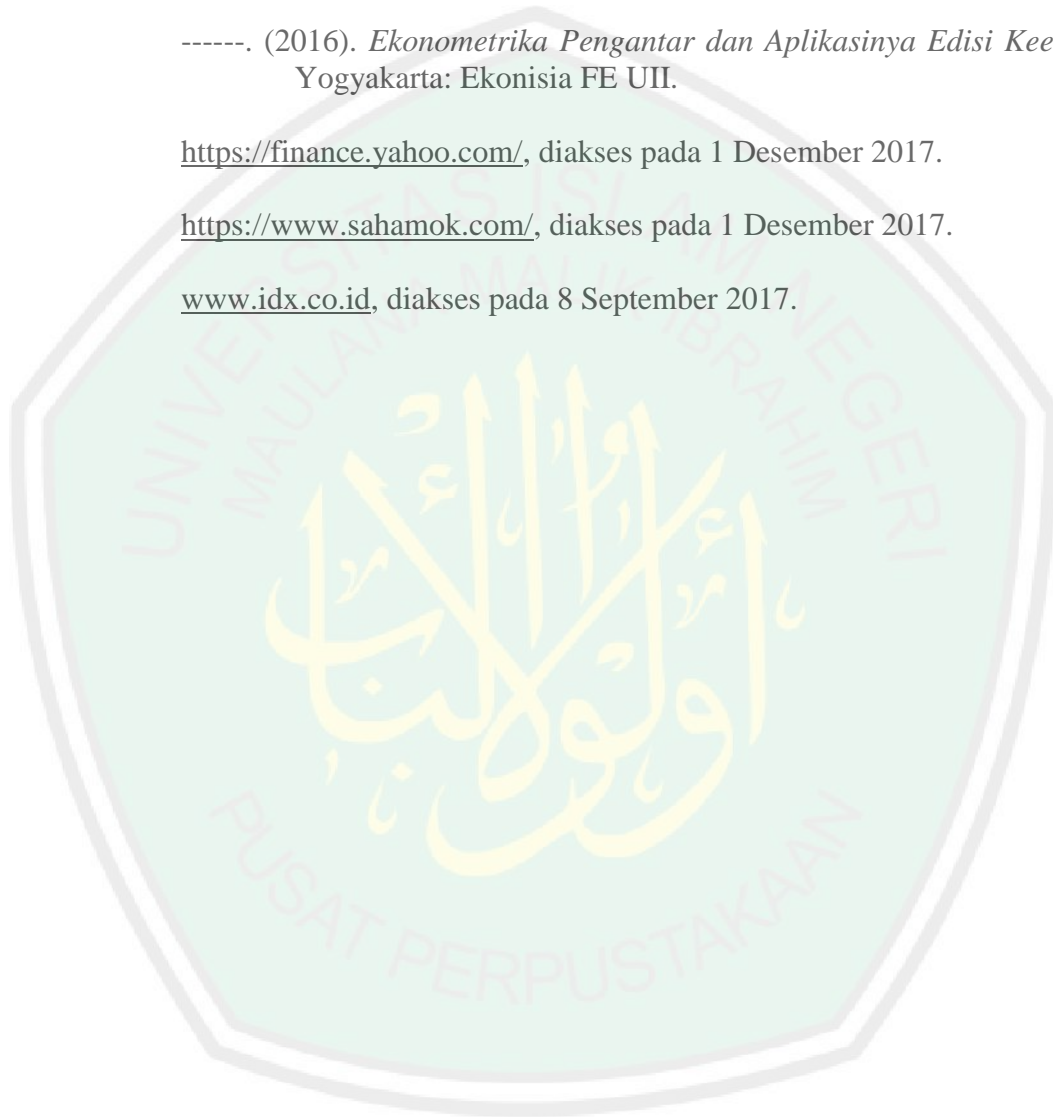 ------. (2016). Ekonometrika Pengantar dan Aplikasinya Edisi Kee
Yogyakarta: Ekonisia FE UII.
https://finance.yahoo.com/, diakses pada 1 Desember 2017.
https://www.sahamok.com/, diakses pada 1 Desember 2017.
www.idx.co.id, diakses pada 8 September 2017.
UNIVERSITAS ISLAM NEGERI
MAULANA MALIK IBRAHIM
أولوا الألباب
PUSAT PERPUSTAKAAN